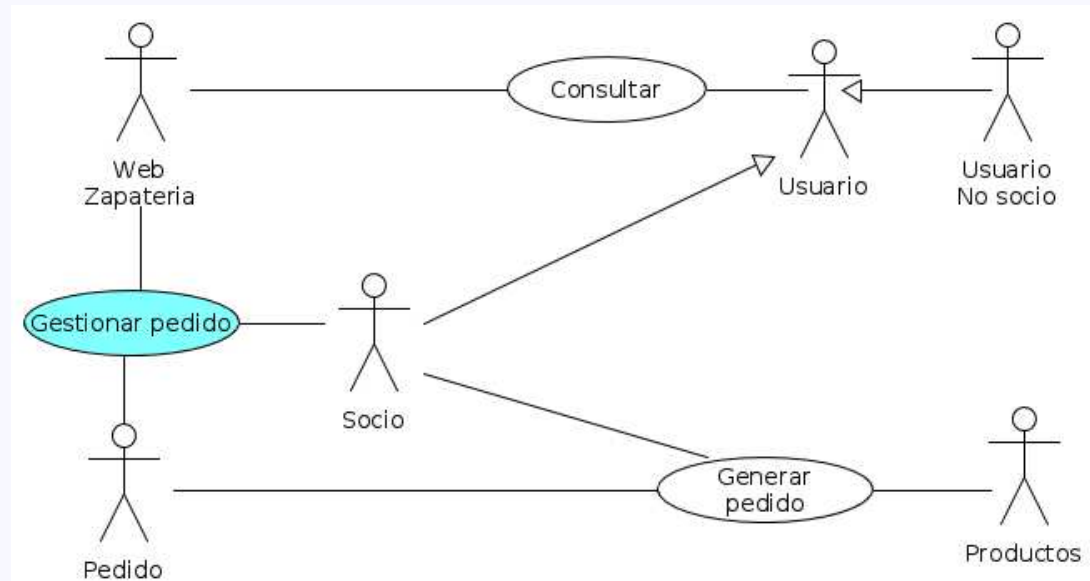 Consultar
Web
Zapateria
Usuario
Usuario
No socio
Gestionar pedido
Socio
Generar
pedido
Productos
Pedido